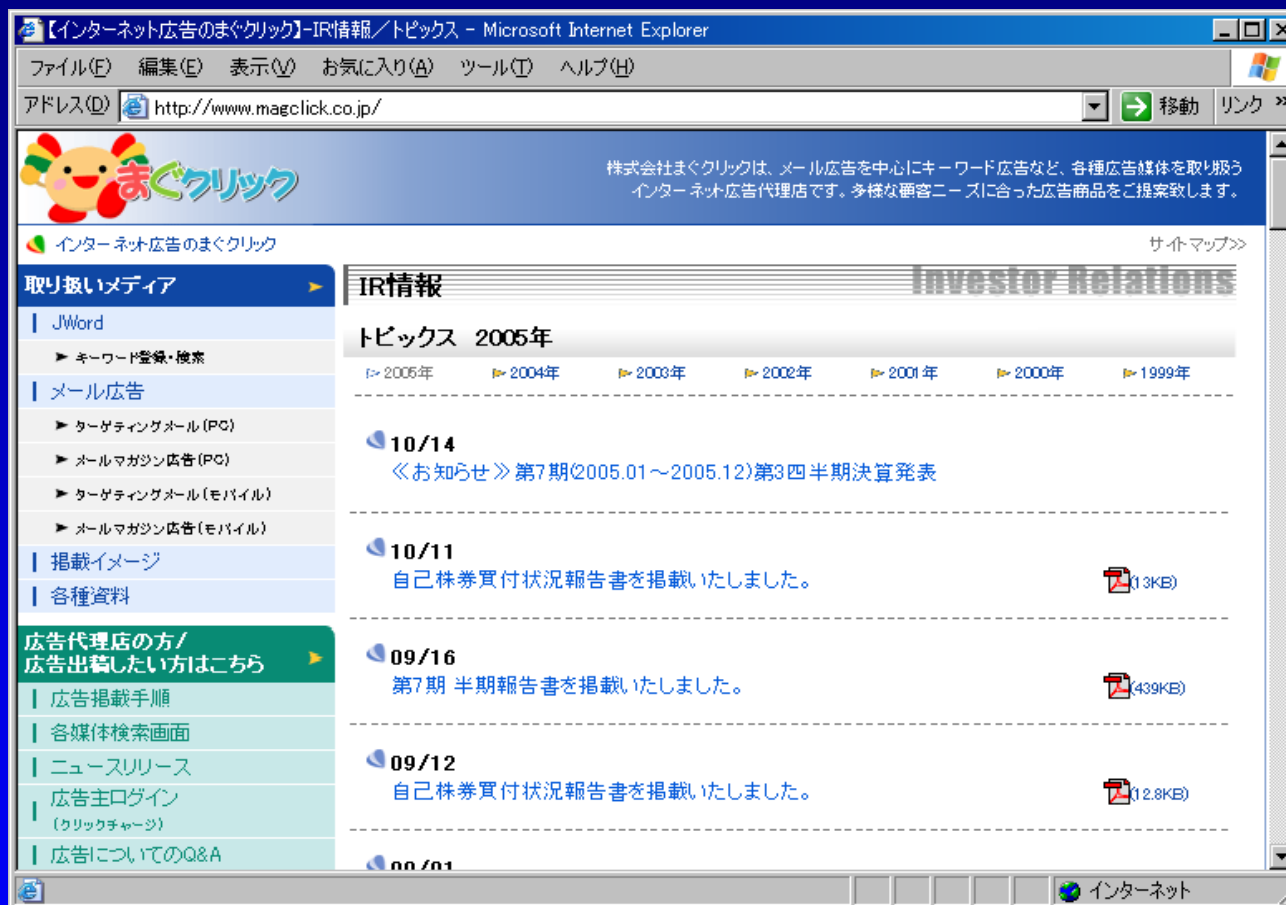 【インターネット広告のまぐクリック】-IR情報／トピックス - Microsoft Internet Explorer
ファイル(F) 編集(E) 表示(V) お気に入り(A) ツール(T) ヘルプ(H)
アドレス(D) http://www.magclick.co.jp/ 移動 リンク »
まぐクリック
株式会社まぐクリックは、メール広告を中心にキーワード広告など、各種広告媒体を取り扱う
インターネット広告代理店です。多様な顧客ニーズに合った広告商品をご提案致します。
インターネット広告のまぐクリック
サイトマップ>>
取り扱いメディア
JWord
キーワード登録・検索
メール広告
ターゲティングメール(PC)
メールマガジン広告(PC)
ターゲティングメール(モバイル)
メールマガジン広告(モバイル)
掲載イメージ
各種資料
広告代理店の方/
広告出稿したい方はこちら
広告掲載手順
各媒体検索画面
ニュースリリース
広告主ログイン
(クリックチャージ)
広告についてのQ&A
IR情報 Investor Relations
トピックス 2005年
2005年 2004年 2003年 2002年 2001年 2000年 1999年
10/14
≪お知らせ≫第7期(2005.01～2005.12)第3四半期決算発表
10/11
自己株券買付状況報告書を掲載いたしました。 (13KB)
09/16
第7期 半期報告書を掲載いたしました。 (439KB)
09/12
自己株券買付状況報告書を掲載いたしました。 (12.8KB)
09/01
インターネット